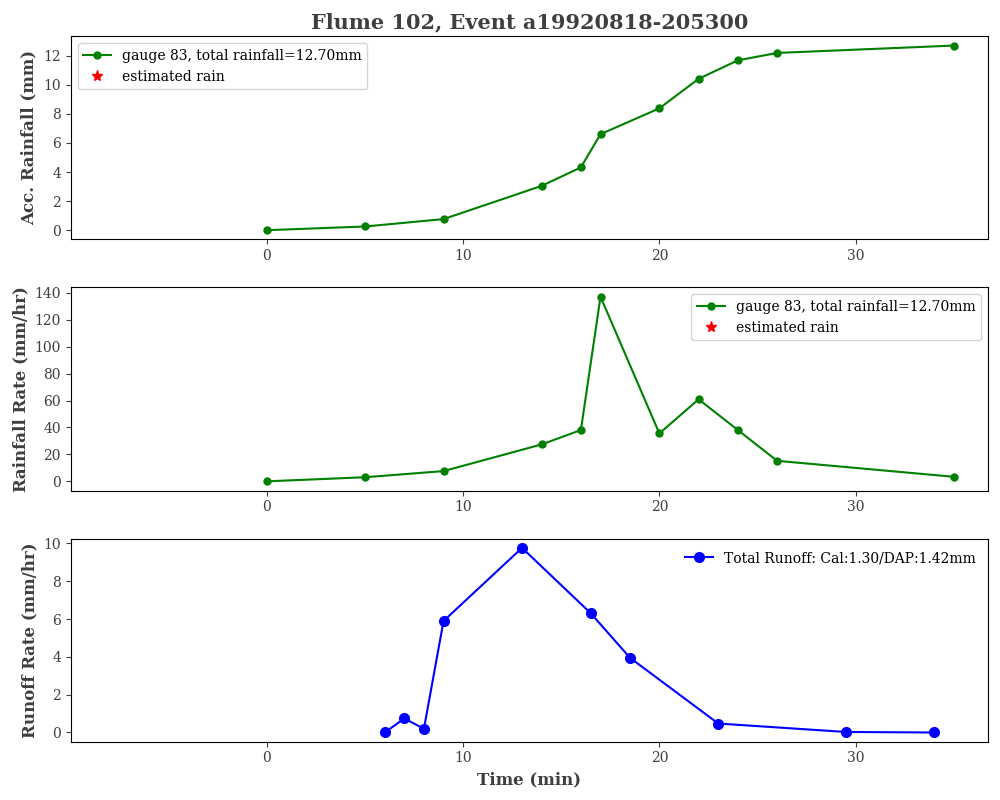 Flume 102, Event a19920818-205300
Acc. Rainfall (mm)
12
10
8
6
4
2
0
gauge 83, total rainfall=12.70mm
estimated rain
0 10 20 30
Rainfall Rate (mm/hr)
140
120
100
80
60
40
20
0
gauge 83, total rainfall=12.70mm
estimated rain
0 10 20 30
Runoff Rate (mm/hr)
10
8
6
4
2
0
Total Runoff: Cal:1.30/DAP:1.42mm
0 10 20 30
Time (min)